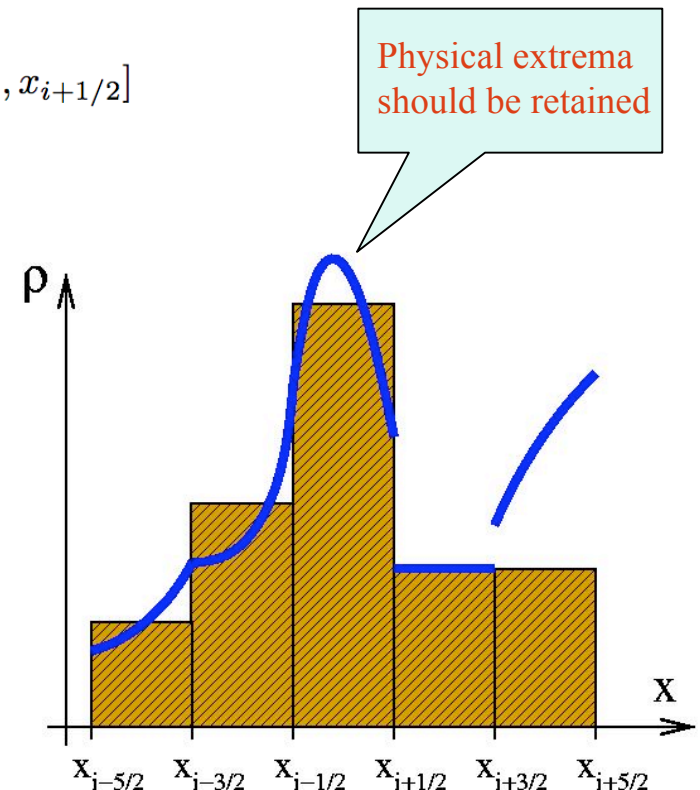 Physical extrema
should be retained
, x_{i+1/2}]
ρ
x
x_{i−5/2} x_{i−3/2} x_{i−1/2} x_{i+1/2} x_{i+3/2} x_{i+5/2}